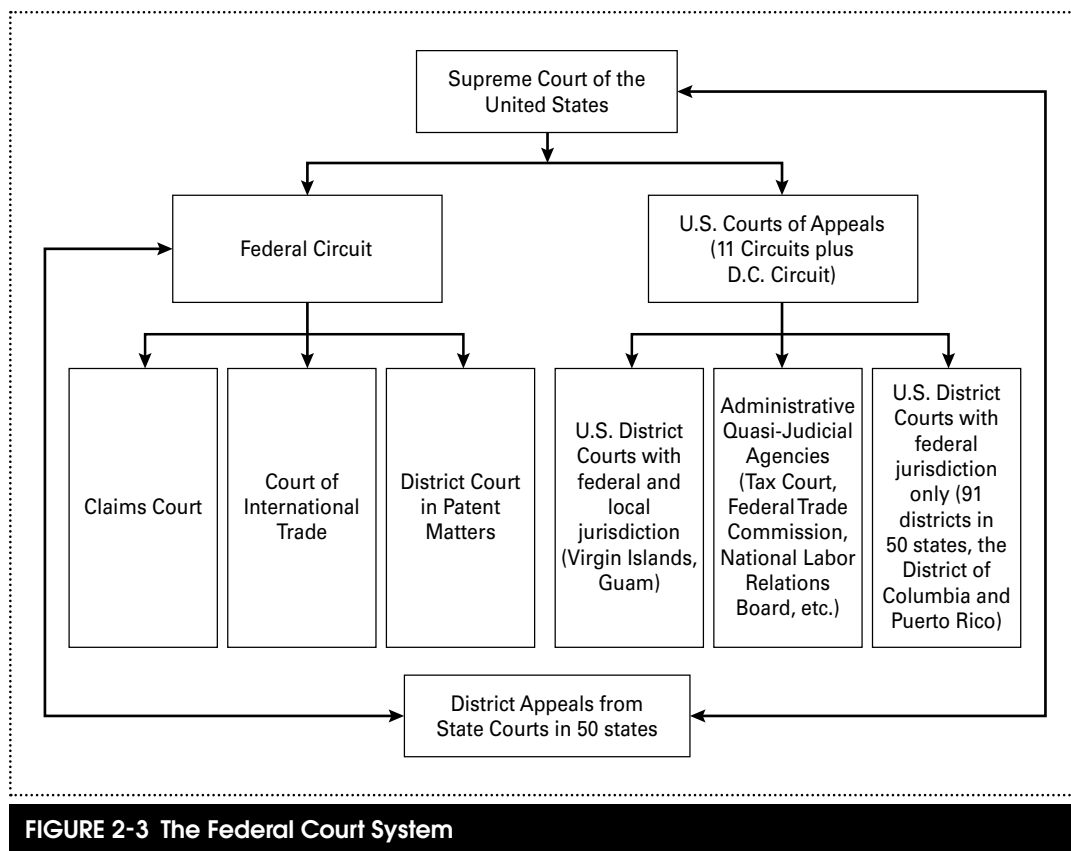 Supreme Court of the
United States
Federal Circuit
U.S. Courts of Appeals
(11 Circuits plus
D.C. Circuit)
Claims Court
Court of
International
Trade
District Court
in Patent
Matters
U.S. District
Courts with
federal and
local
jurisdiction
(Virgin Islands,
Guam)
Administrative
Quasi-Judicial
Agencies
(Tax Court,
Federal Trade
Commission,
National Labor
Relations
Board, etc.)
U.S. District
Courts with
federal
jurisdiction
only (91
districts in
50 states, the
District of
Columbia and
Puerto Rico)
District Appeals from
State Courts in 50 states
FIGURE 2-3 The Federal Court System